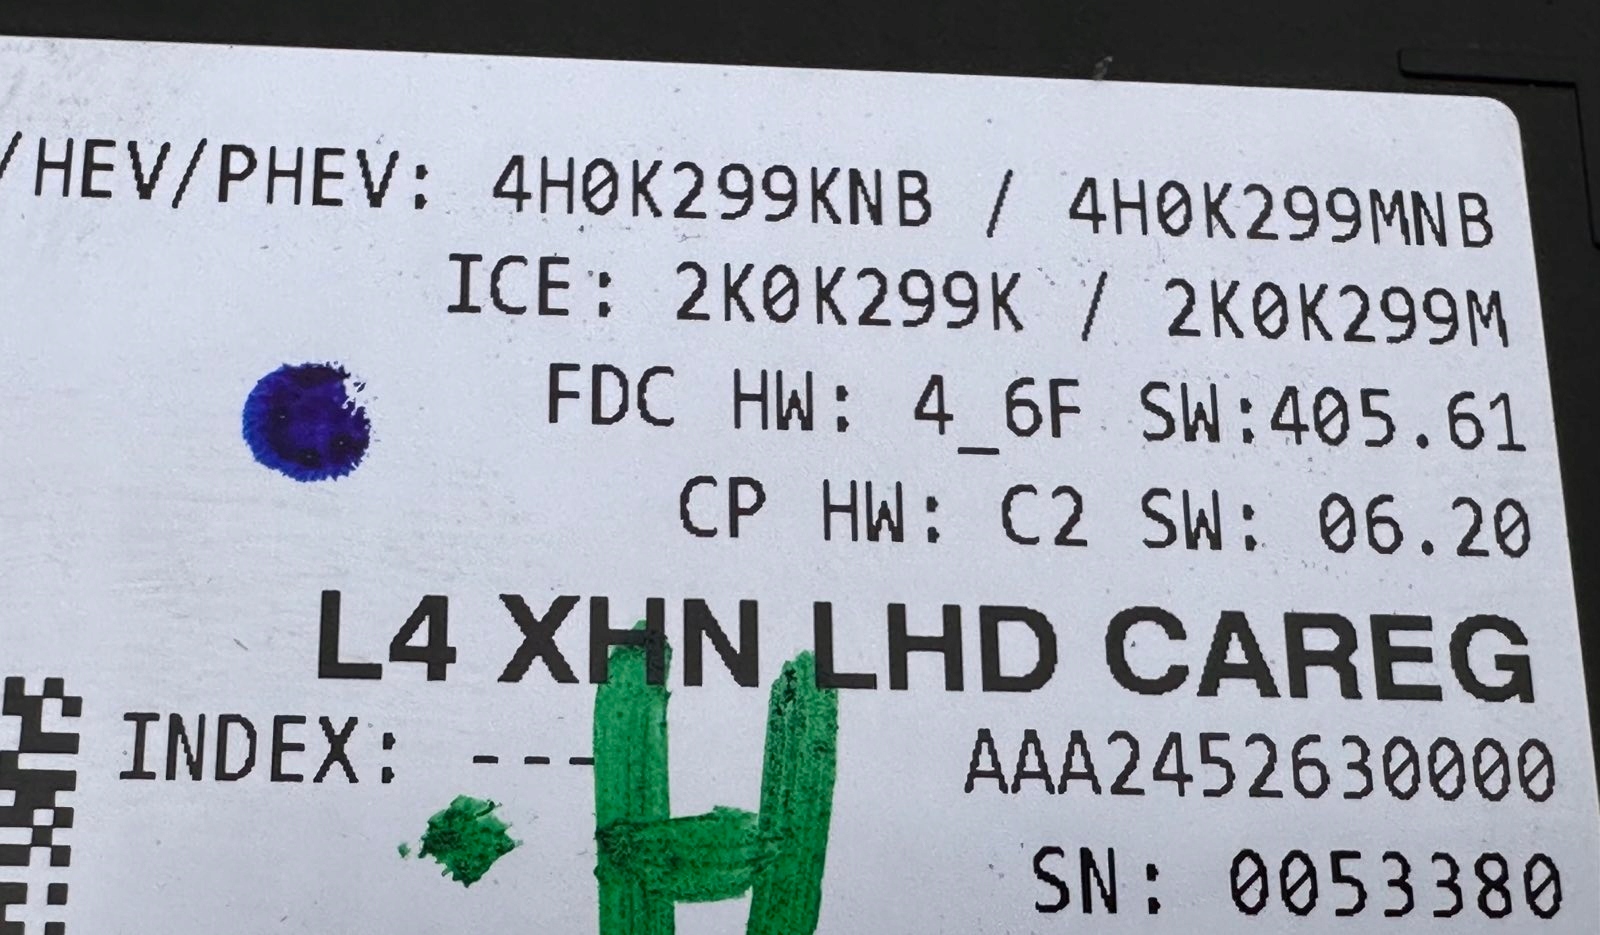 /HEV/PHEV: 4H0K299KNB / 4H0K299MNB
ICE: 2K0K299K / 2K0K299M
FDC HW: 4_6F SW:405.61
CP HW: C2 SW: 06.20
L4 XHN LHD CAREG
INDEX: --- AAA2452630000
H
SN: 0053380